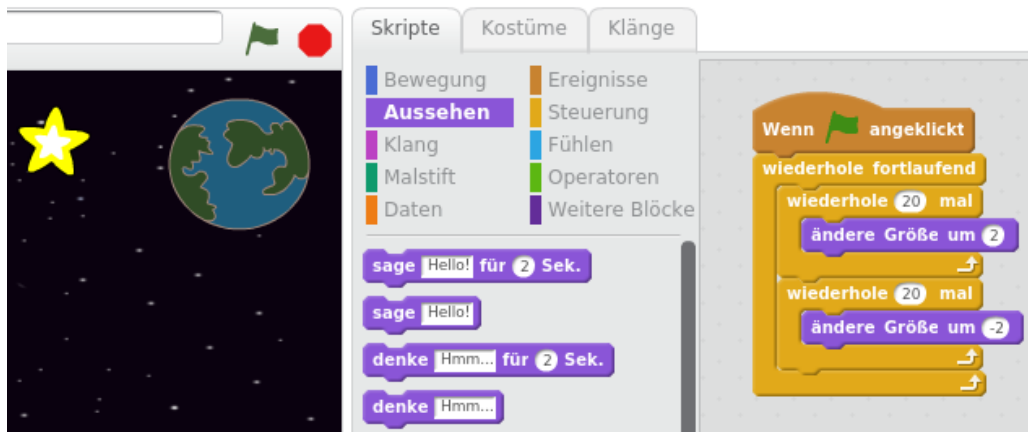 Skripte Kostüme Klänge
Bewegung Ereignisse
Aussehen Steuerung
Klang Fühlen
Malstift Operatoren
Daten Weitere Blöcke
sage Hello! für 2 Sek.
sage Hello!
denke Hmm... für 2 Sek.
denke Hmm...
Wenn angeklickt
wiederhole fortlaufend
wiederhole 20 mal
ändere Größe um 2
wiederhole 20 mal
ändere Größe um -2